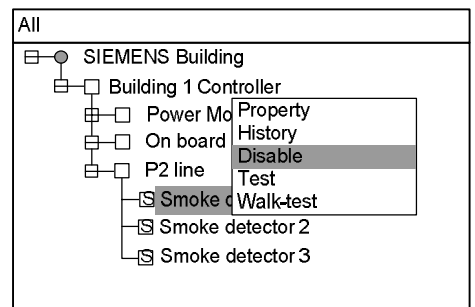 All
SIEMENS Building
Building 1 Controller
Power Mo
Property
History
On board
Disable
P2 line
Test
Smoke d
Walk-test
S
Smoke detector 2
S
Smoke detector 3
S